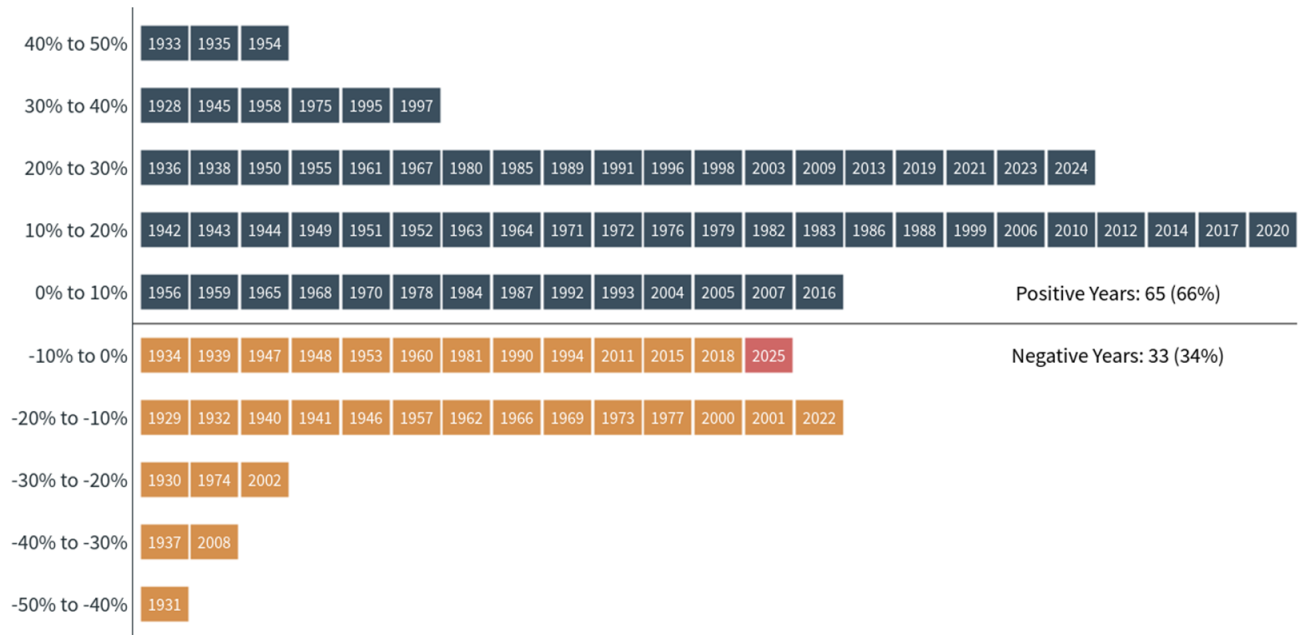 40% to 50% 1933 1935 1954
30% to 40% 1928 1945 1958 1975 1995 1997
20% to 30% 1936 1938 1950 1955 1961 1967 1980 1985 1989 1991 1996 1998 2003 2009 2013 2019 2021 2023 2024
10% to 20% 1942 1943 1944 1949 1951 1952 1963 1964 1971 1972 1976 1979 1982 1983 1986 1988 1999 2006 2010 2012 2014 2017 2020
0% to 10% 1956 1959 1965 1968 1970 1978 1984 1987 1992 1993 2004 2005 2007 2016 Positive Years: 65 (66%)
-10% to 0% 1934 1939 1947 1948 1953 1960 1981 1990 1994 2011 2015 2018 2025 Negative Years: 33 (34%)
-20% to -10% 1929 1932 1940 1941 1946 1957 1962 1966 1969 1973 1977 2000 2001 2022
-30% to -20% 1930 1974 2002
-40% to -30% 1937 2008
-50% to -40% 1931